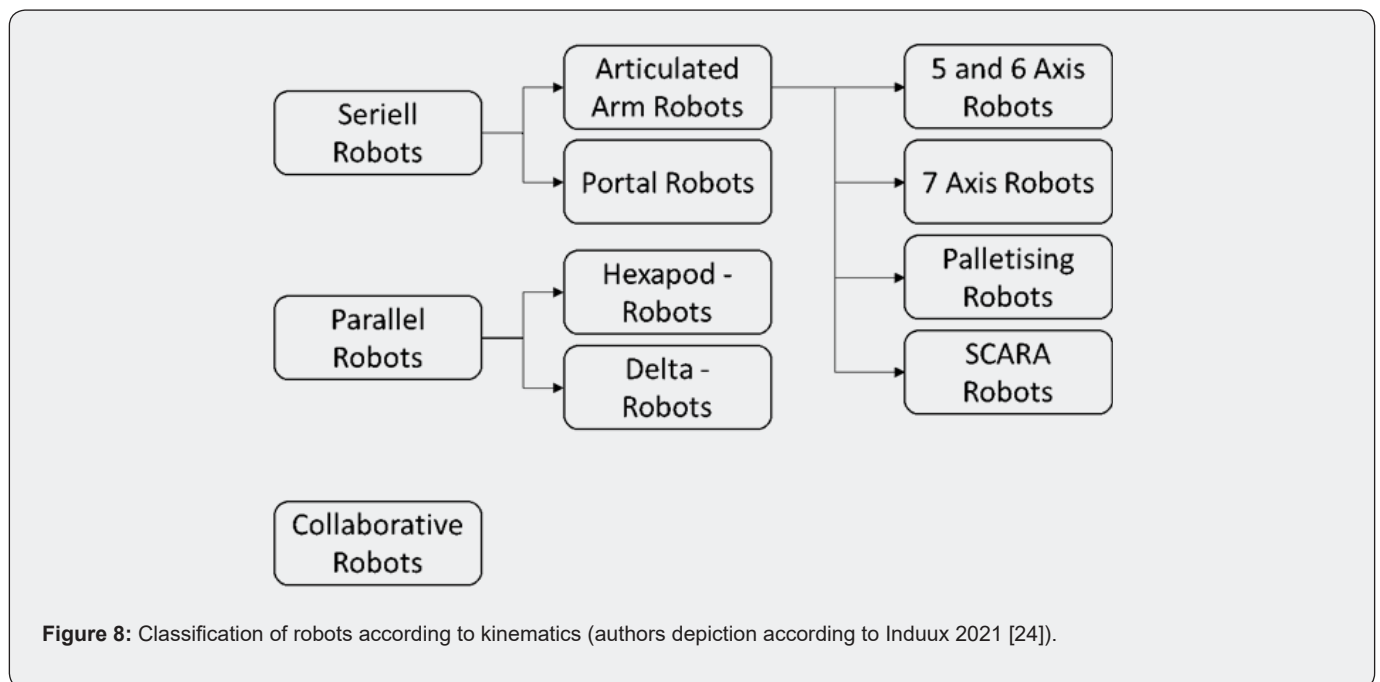 Seriell
Robots
Articulated
Arm Robots
Portal Robots
5 and 6 Axis
Robots
7 Axis Robots
Palletising
Robots
SCARA
Robots
Parallel
Robots
Hexapod -
Robots
Delta -
Robots
Collaborative
Robots
Figure 8: Classification of robots according to kinematics (authors depiction according to Induux 2021 [24]).